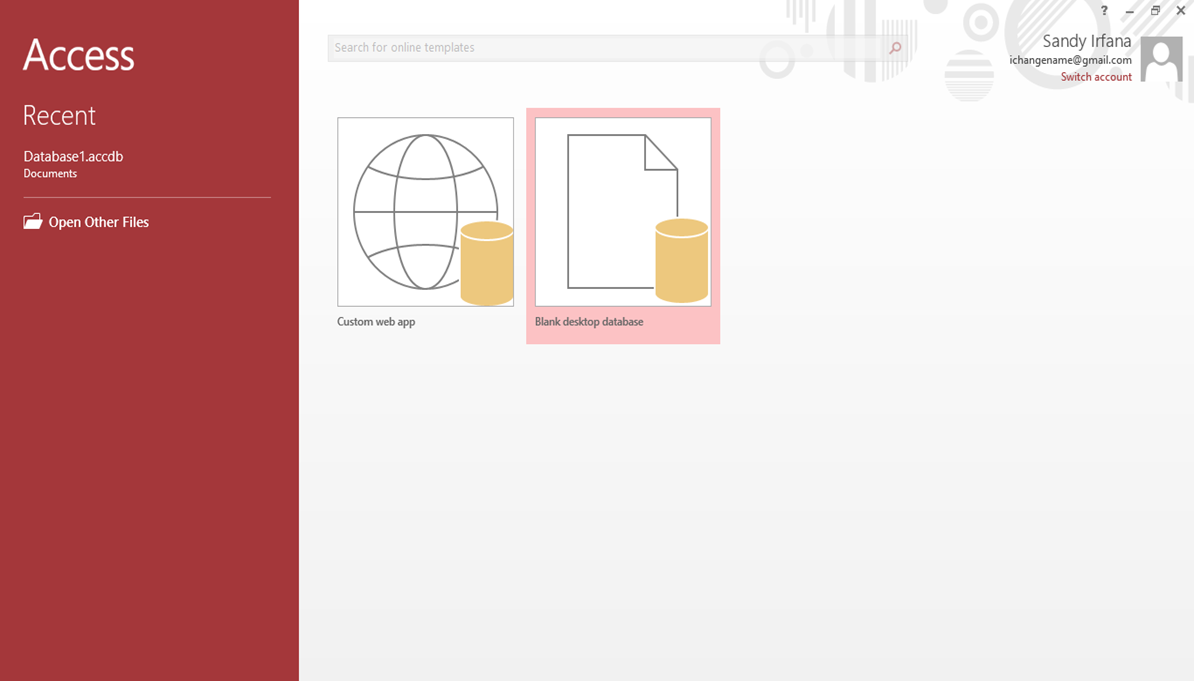 Access
Recent
Database1.accdb
Documents
Open Other Files
?
Search for online templates
Sandy Irfana
ichangename@gmail.com
Switch account
Custom web app
Blank desktop database